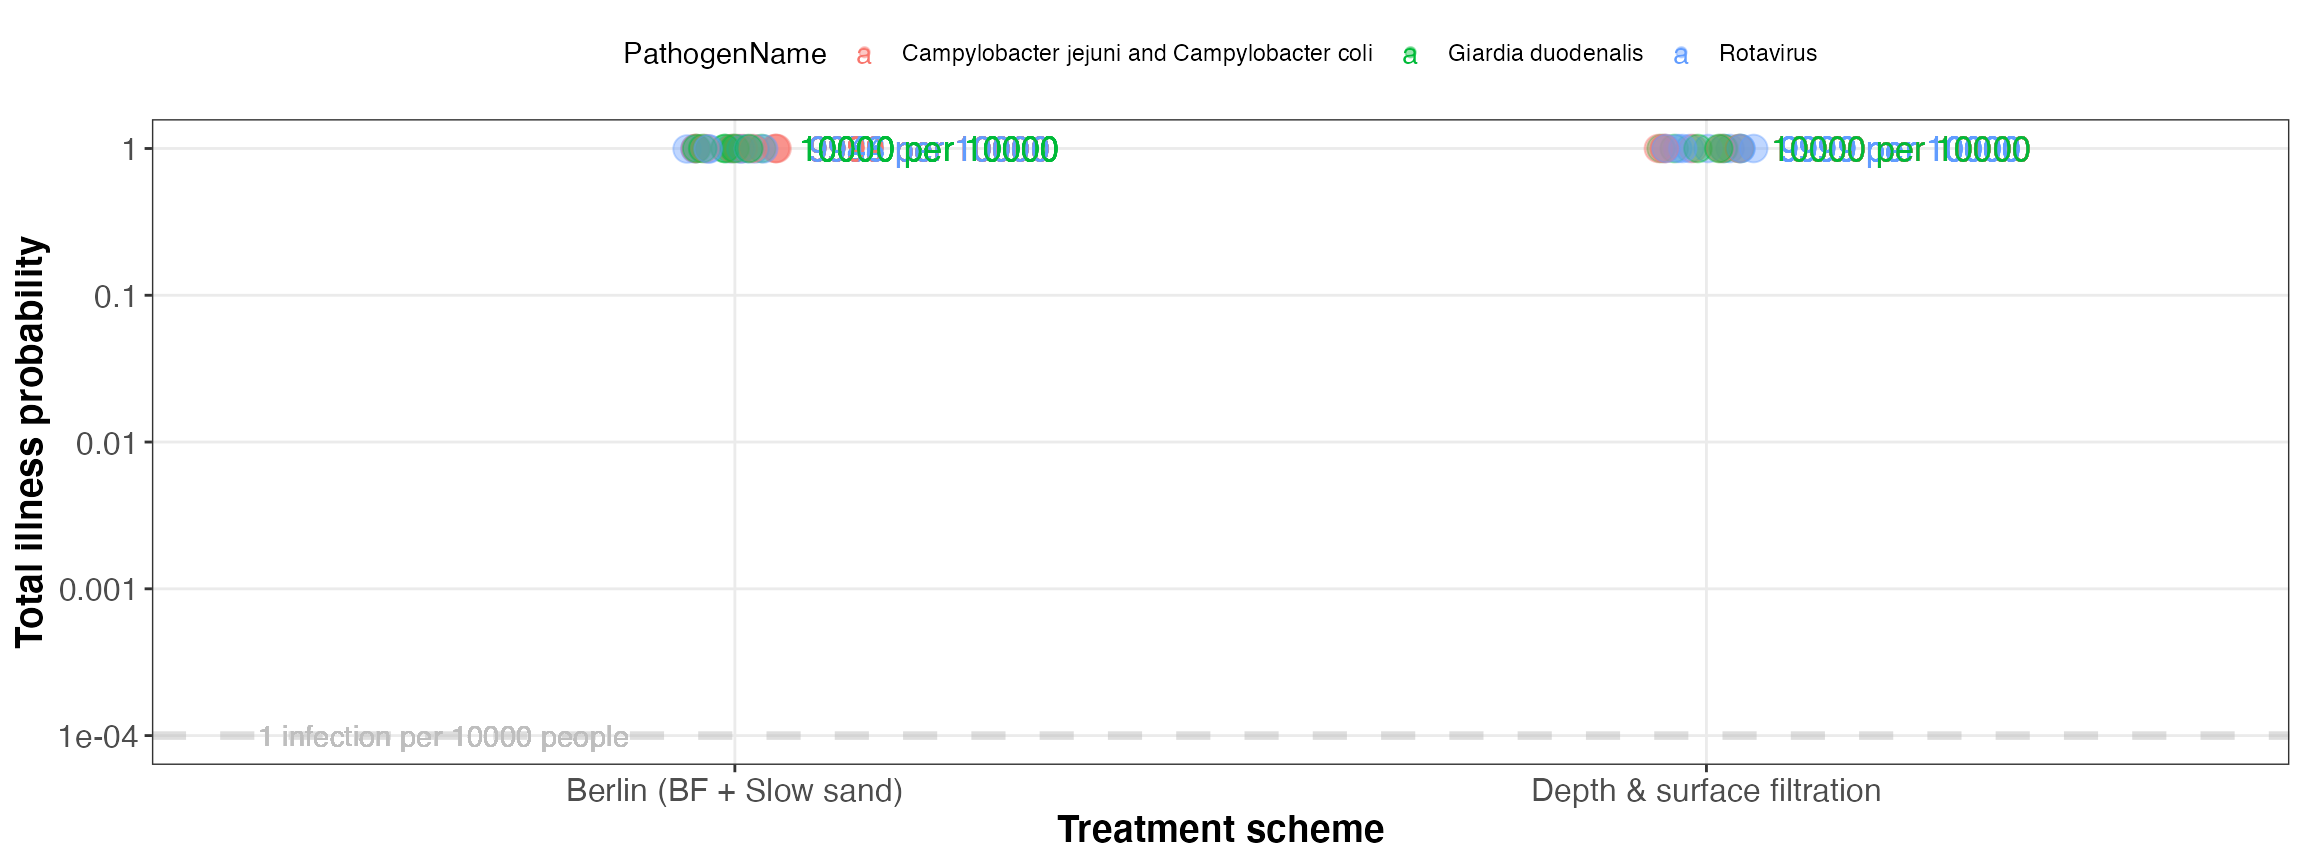 PathogenName a Campylobacter jejuni and Campylobacter coli a Giardia duodenalis a Rotavirus
Total illness probability
1
10000 per 10000
10000 per 10000
0.1
0.01
0.001
1e-04
1 infection per 10000 people
Berlin (BF + Slow sand)
Depth & surface filtration
Treatment scheme